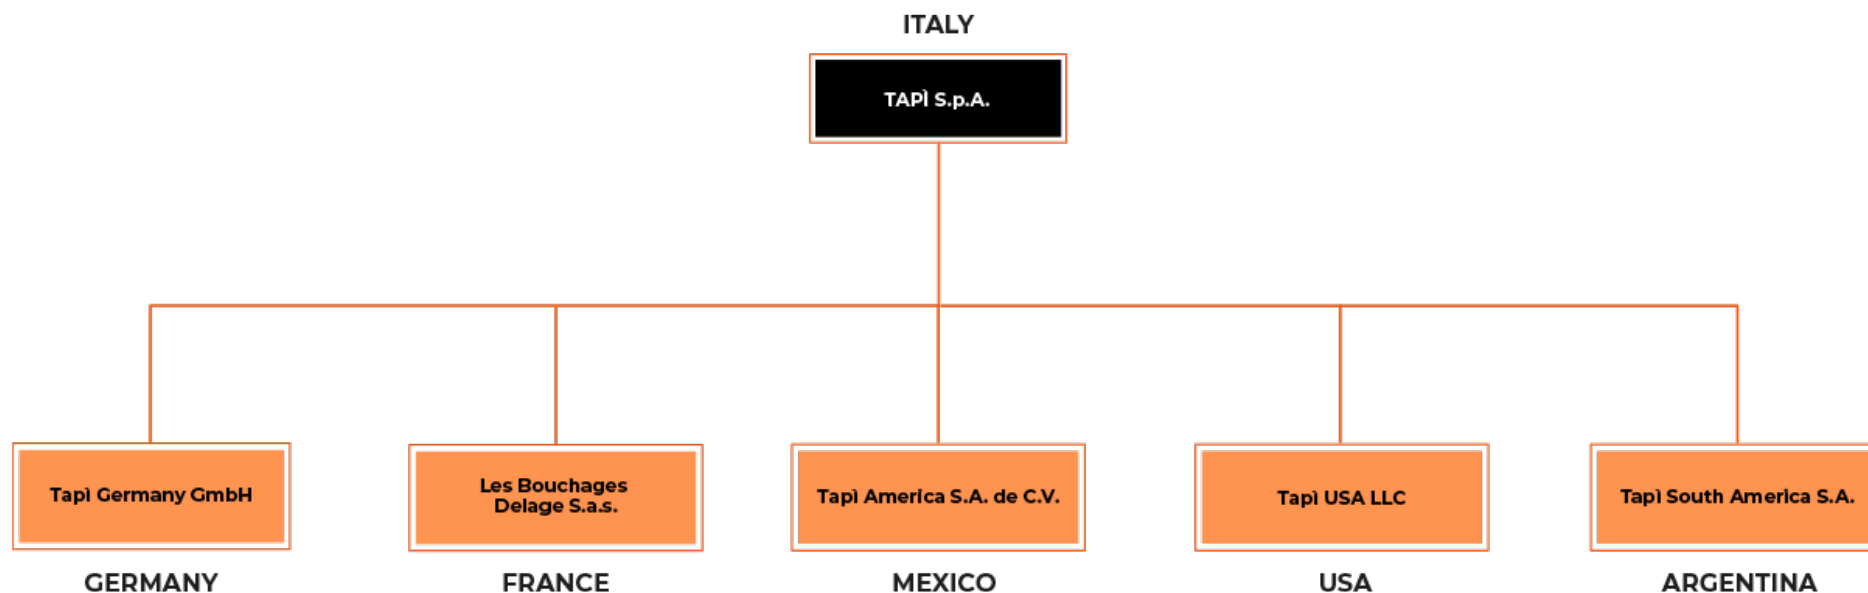 ITALY
TAPÌ S.p.A.
Tapì Germany GmbH
Les Bouchages
Delage S.a.s.
Tapì America S.A. de C.V.
Tapì USA LLC
Tapì South America S.A.
GERMANY
FRANCE
MEXICO
USA
ARGENTINA